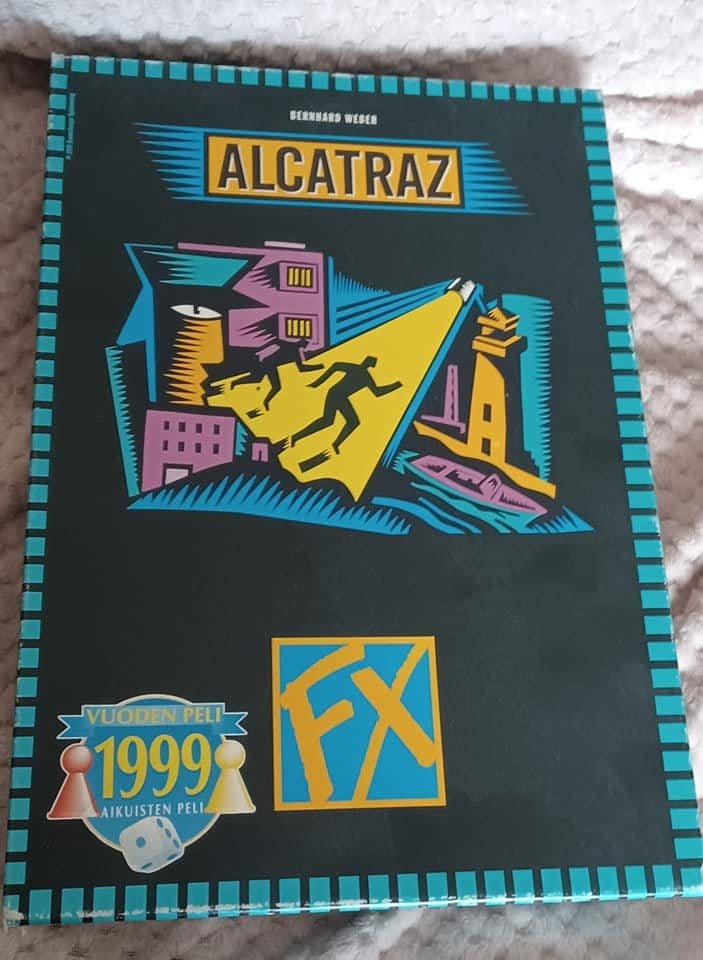 BERNHARD WEBER
ALCATRAZ
FX
VUODEN PELI
1999
AIKUISTEN PELI